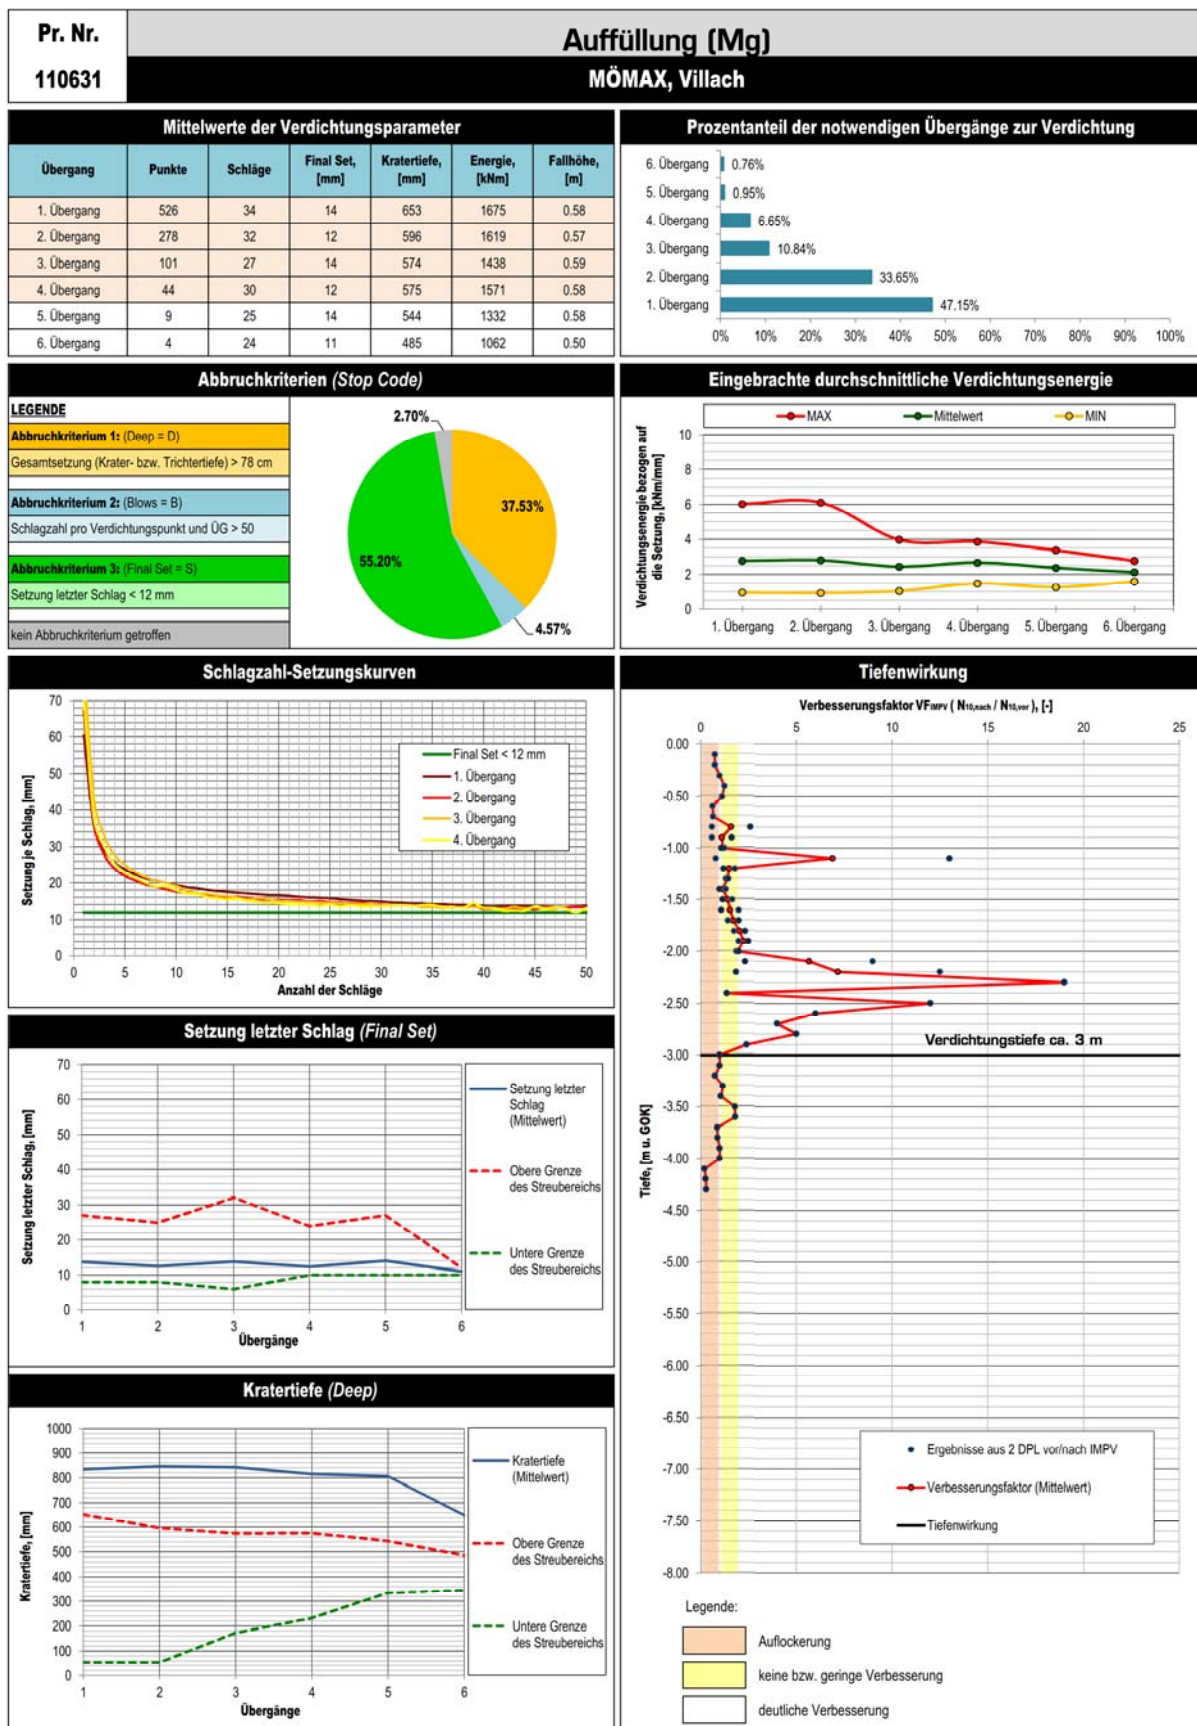 Pr. Nr.
110631
Auffüllung (Mg)
MÖMAX, Villach
Mittelwerte der Verdichtungsparameter
Übergang Punkte Schläge Final Set, [mm] Kratertiefe, [mm] Energie, [kNm] Fallhöhe, [m]
1. Übergang 526 34 14 653 1675 0.58
2. Übergang 278 32 12 596 1619 0.57
3. Übergang 101 27 14 574 1438 0.59
4. Übergang 44 30 12 575 1571 0.58
5. Übergang 9 25 14 544 1332 0.58
6. Übergang 4 24 11 485 1062 0.50
Prozentanteil der notwendigen Übergänge zur Verdichtung
6. Übergang 0.76%
5. Übergang 0.95%
4. Übergang 6.65%
3. Übergang 10.84%
2. Übergang 33.65%
1. Übergang 47.15%
0% 10% 20% 30% 40% 50% 60% 70% 80% 90% 100%
Abbruchkriterien (Stop Code)
LEGENDE
Abbruchkriterium 1: (Deep = D)
Gesamtsetzung (Krater- bzw. Trichtertiefe) > 78 cm
Abbruchkriterium 2: (Blows = B)
Schlagzahl pro Verdichtungspunkt und ÜG > 50
Abbruchkriterium 3: (Final Set = S)
Setzung letzter Schlag < 12 mm
kein Abbruchkriterium getroffen
2.70%
37.53%
55.20%
4.57%
Eingebrachte durchschnittliche Verdichtungsenergie
MAX Mittelwert MIN
Verdichtungsenergie bezogen auf
die Setzung, [kNm/mm]
10
8
6
4
2
0
1. Übergang 2. Übergang 3. Übergang 4. Übergang 5. Übergang 6. Übergang
Schlagzahl-Setzungskurven
Setzung je Schlag, [mm]
70
60
50
40
30
20
10
0
0 5 10 15 20 25 30 35 40 45 50
Anzahl der Schläge
Final Set < 12 mm
1. Übergang
2. Übergang
3. Übergang
4. Übergang
Setzung letzter Schlag (Final Set)
Setzung letzter Schlag, [mm]
70
60
50
40
30
20
10
0
1 2 3 4 5 6
Übergänge
Setzung letzter
Schlag
(Mittelwert)
Obere Grenze
des Streubereichs
Untere Grenze
des Streubereichs
Kratertiefe (Deep)
Kratertiefe, [mm]
1000
900
800
700
600
500
400
300
200
100
0
1 2 3 4 5 6
Übergänge
Kratertiefe
(Mittelwert)
Obere Grenze
des Streubereichs
Untere Grenze
des Streubereichs
Tiefenwirkung
Verbesserungsfaktor VFIMPV ( N10,nach / N10,vor ), [-]
0 5 10 15 20 25
Tiefe, [m u. GOK]
0.00
-0.50
-1.00
-1.50
-2.00
-2.50
-3.00
-3.50
-4.00
-4.50
-5.00
-5.50
-6.00
-6.50
-7.00
-7.50
-8.00
Verdichtungstiefe ca. 3 m
Ergebnisse aus 2 DPL vor/nach IMPV
Verbesserungsfaktor (Mittelwert)
Tiefenwirkung
Legende:
Auflockerung
keine bzw. geringe Verbesserung
deutliche Verbesserung